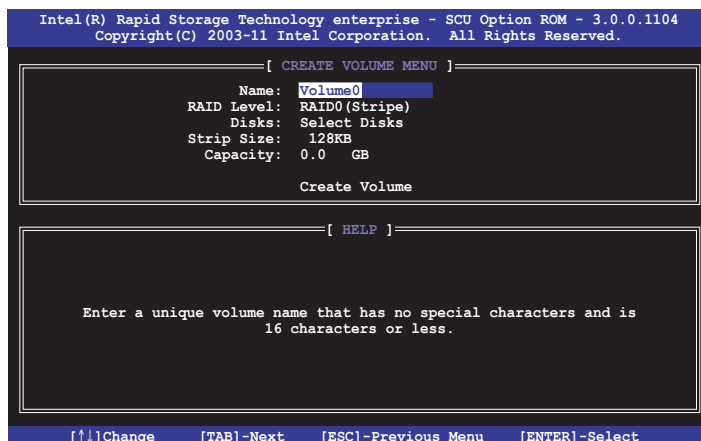 Intel(R) Rapid Storage Technology enterprise - SCU Option ROM - 3.0.0.1104
Copyright(C) 2003-11 Intel Corporation. All Rights Reserved.
[ CREATE VOLUME MENU ]
Name: Volume0
RAID Level: RAID0(Stripe)
Disks: Select Disks
Strip Size: 128KB
Capacity: 0.0 GB
Create Volume
[ HELP ]
Enter a unique volume name that has no special characters and is
16 characters or less.
[↑↓]Change [TAB]-Next [ESC]-Previous Menu [ENTER]-Select